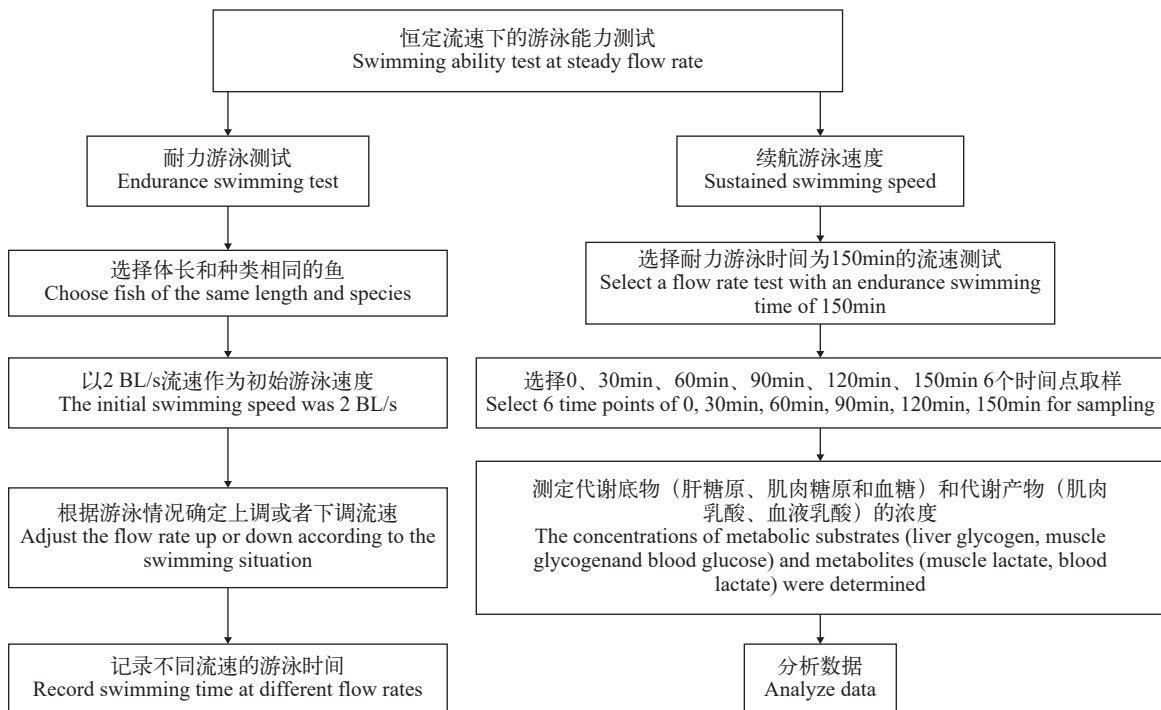 恒定流速下的游泳能力测试
Swimming ability test at steady flow rate
耐力游泳测试
Endurance swimming test
选择体长和种类相同的鱼
Choose fish of the same length and species
以2 BL/s流速作为初始游泳速度
The initial swimming speed was 2 BL/s
根据游泳情况确定上调或者下调流速
Adjust the flow rate up or down according to the
swimming situation
记录不同流速的游泳时间
Record swimming time at different flow rates
续航游泳速度
Sustained swimming speed
选择耐力游泳时间为150min的流速测试
Select a flow rate test with an endurance swimming
time of 150min
选择0、30min、60min、90min、120min、150min 6个时间点取样
Select 6 time points of 0, 30min, 60min, 90min, 120min, 150min for sampling
测定代谢底物（肝糖原、肌肉糖原和血糖）和代谢产物（肌肉
乳酸、血液乳酸）的浓度
The concentrations of metabolic substrates (liver glycogen, muscle
glycogenand blood glucose) and metabolites (muscle lactate, blood
lactate) were determined
分析数据
Analyze data